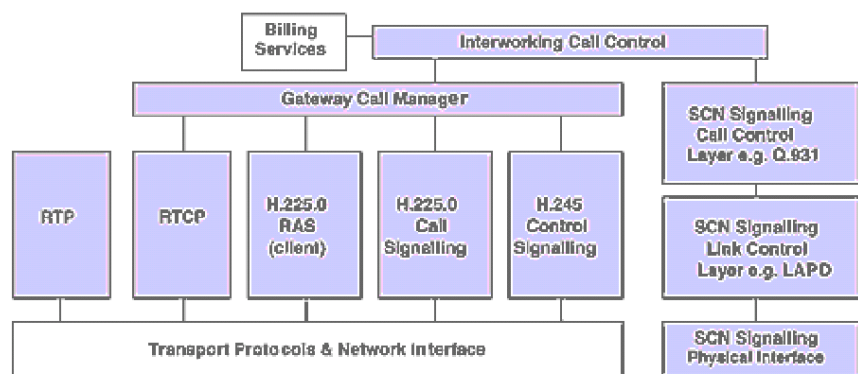 Billing
Services
Interworking Call Control
Gateway Call Manager
SCN Signalling
Call Control
Layer e.g. Q.931
RTP
RTCP
H.225.0
RAS
(client)
H.225.0
Call
Signalling
H.245
Control
Signalling
SCN Signalling
Link Control
Layer e.g. LAPD
Transport Protocols & Network Interface
SCN Signalling
Physical Interface